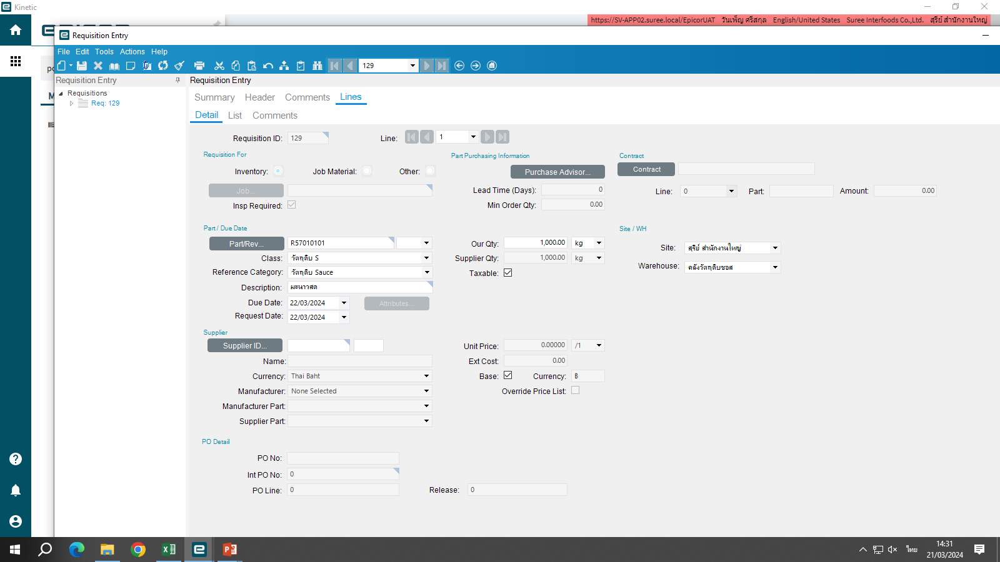 Kinetic
https://SV-APP02.suree.local/EpicorUAT วันเพ็ญ ศรีสกุล English/United States Suree Interfoods Co.,Ltd. สุรีย์ สำนักงานใหญ่
Requisition Entry
File Edit Tools Actions Help
129
Requisition Entry
Requisition Entry
Requisitions
Req: 129
Summary Header Comments Lines
Detail List Comments
Requisition ID: 129 Line: 1
Requisition For Part Purchasing Information Contract
Inventory: Job Material: Other: Purchase Advisor... Contract
Job... Lead Time (Days): 0 Line: 0 Part: Amount: 0.00
Insp Required: Min Order Qty: 0.00
Part / Due Date Site / WH
Part/Rev... R57010101 Our Qty: 1,000.00 kg Site: สุรีย์ สำนักงานใหญ่
Class: วัตถุดิบ S Supplier Qty: 1,000.00 kg
Warehouse: คลังวัตถุดิบซอส
Reference Category: วัตถุดิบ Sauce Taxable:
Description: มะนาวสด
Due Date: 22/03/2024 Attributes...
Request Date: 22/03/2024
Supplier
Supplier ID... Unit Price: 0.00000 /1
Name: Ext Cost: 0.00
Currency: Thai Baht Base: Currency: ฿
Manufacturer: None Selected Override Price List:
Manufacturer Part:
Supplier Part:
PO Detail
PO No:
Int PO No: 0
PO Line: 0 Release: 0
ไทย
14:31
21/03/2024